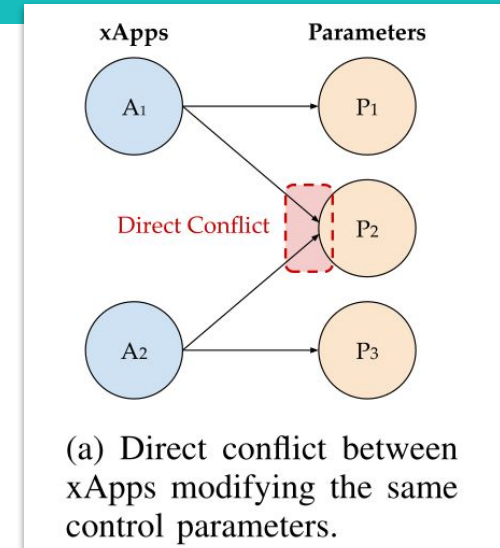 xApps Parameters
A1 P1
Direct Conflict P2
A2 P3
(a) Direct conflict between
xApps modifying the same
control parameters.